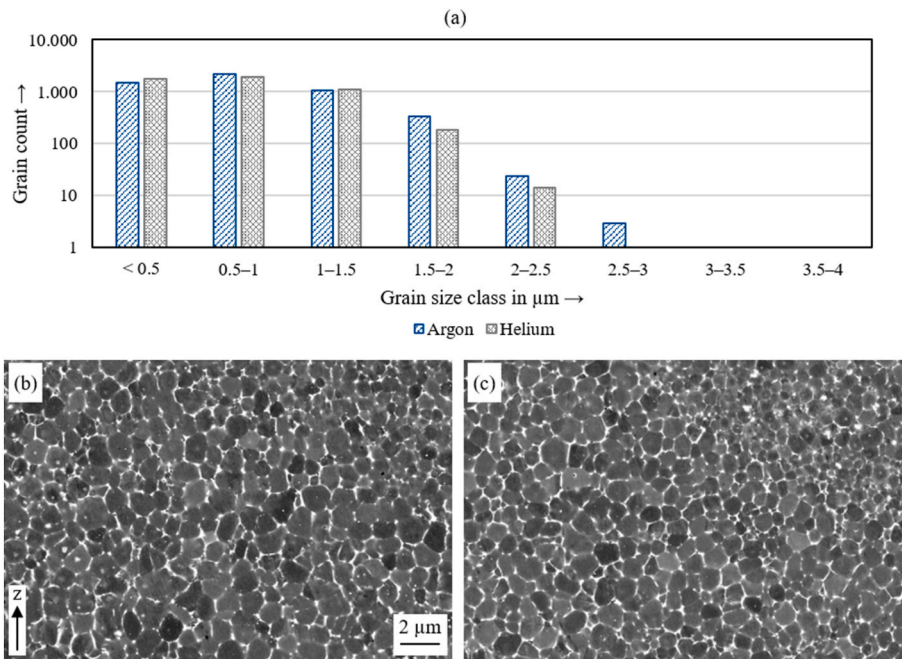 (a)
10.000
1.000
100
10
1
Grain count →
< 0.5 0.5–1 1–1.5 1.5–2 2–2.5 2.5–3 3–3.5 3.5–4
Grain size class in µm →
Argon Helium
(b)
(c)
z
2 µm